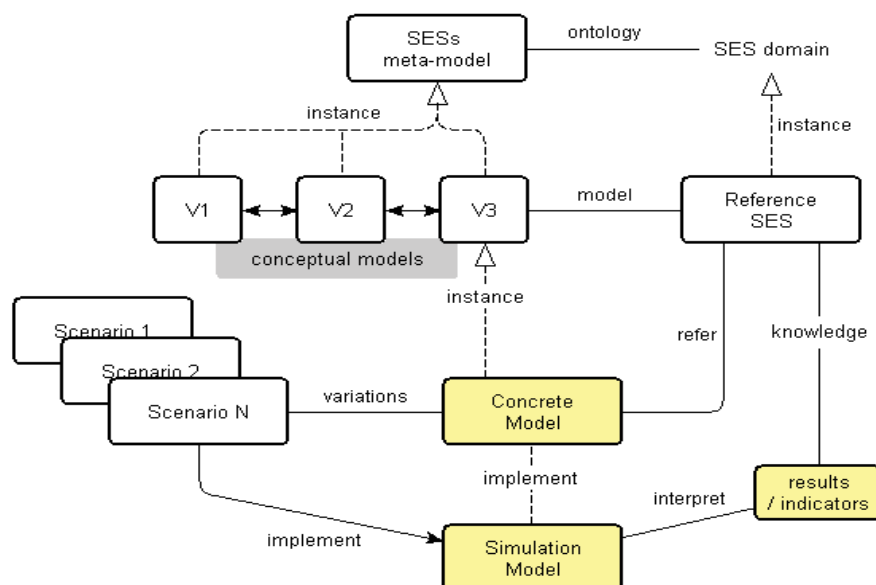 SESs
meta-model
ontology
SES domain
instance
instance
V1
V2
V3
model
Reference
SES
conceptual models
instance
Scenario 1
refer
knowledge
Scenario 2
Scenario N
variations
Concrete
Model
implement
results
/ indicators
interpret
implement
Simulation
Model